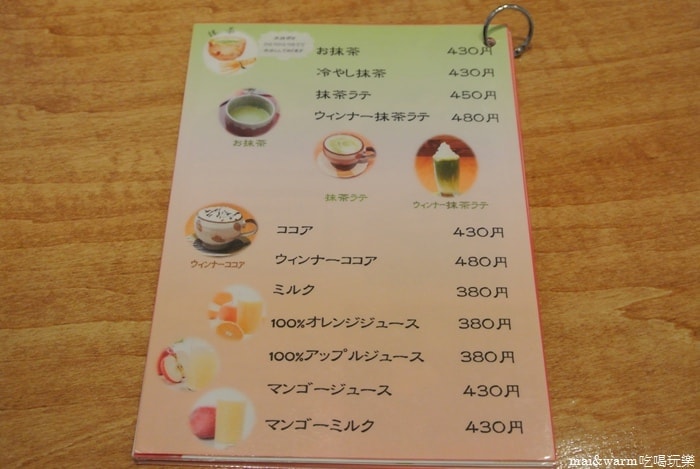 抹茶
お抹茶 430円
冷やし抹茶 430円
抹茶ラテ 450円
ウィンナー抹茶ラテ 480円
お抹茶
抹茶ラテ
ウィンナー抹茶ラテ
ココア 430円
ウィンナーココア 480円
ウィンナーココア
ミルク 380円
100%オレンジジュース 380円
100%アップルジュース 380円
マンゴージュース 430円
マンゴーミルク 430円
mai&warm吃喝玩樂